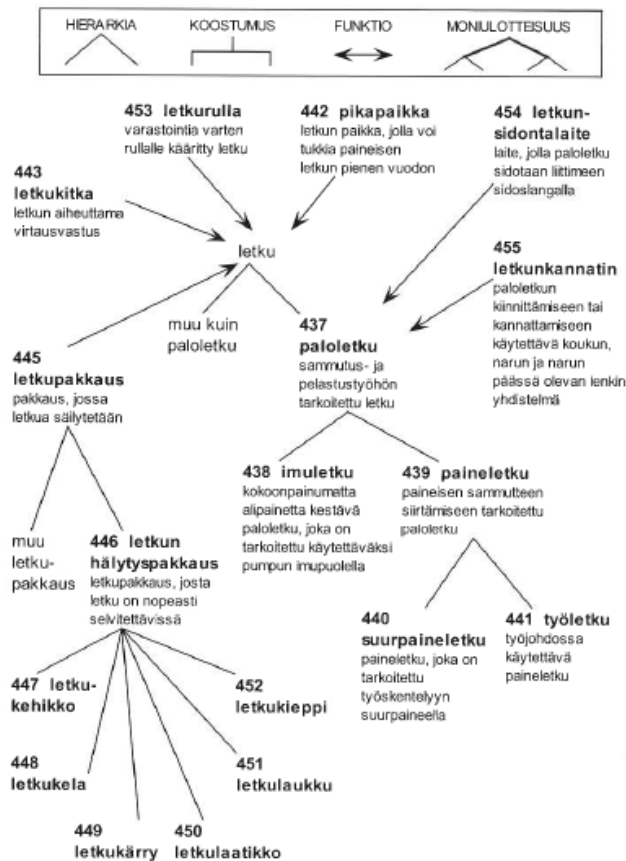 HIERARKIA
KOOSTUMUS
FUNKTIO
MONIULOTTEISUUS
453 letkurulla
varastointia varten
rullalle kääritty letku
442 pikapaikka
letkun paikka, jolla voi
tukkia paineisen
letkun pienen vuodon
454 letkun-
sidontalaite
laite, jolla paloletku
sidotaan liittimeen
sidoslangalla
443
letkukitka
letkun aiheuttama
virtausvastus
letku
455
letkunkannatin
paloletkun
kiinnittämiseen tai
kannattamiseen
käytettävä koukun,
narun ja narun
päässä olevan lenkin
yhdistelmä
muu kuin
paloletku
437
paloletku
sammutus- ja
pelastustyöhön
tarkoitettu letku
445
letkupakkaus
pakkaus, jossa
letkua säilytetään
438 imuletku
kokoonpainumatta
alipainetta kestävä
paloletku, joka on
tarkoitettu käytettäväksi
pumpun imupuolella
439 paineletku
paineisen sammutteen
siirtämiseen tarkoitettu
paloletku
muu
letku-
pakkaus
446 letkun
hälytyspakkaus
letkupakkaus, josta
letku on nopeasti
selvitettävissä
440
suurpaineletku
paineletku, joka on
tarkoitettu
työskentelyyn
suurpaineella
441 työletku
työjohdossa
käytettävä
paineletku
447 letku-
kehikko
452
letkukieppi
448
letkukela
451
letkulaukku
449
letkukärry
450
letkulaatikko